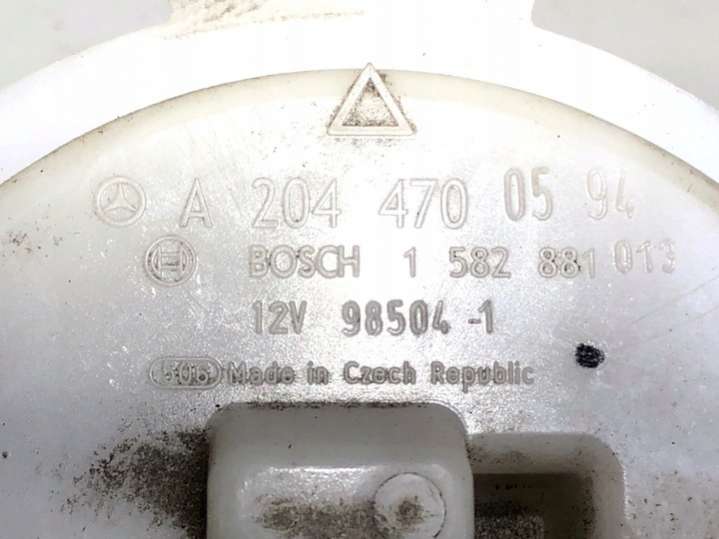 A 204 470 05 94
BOSCH 1 582 881 013
12V 98504-1
Made in Czech Republic